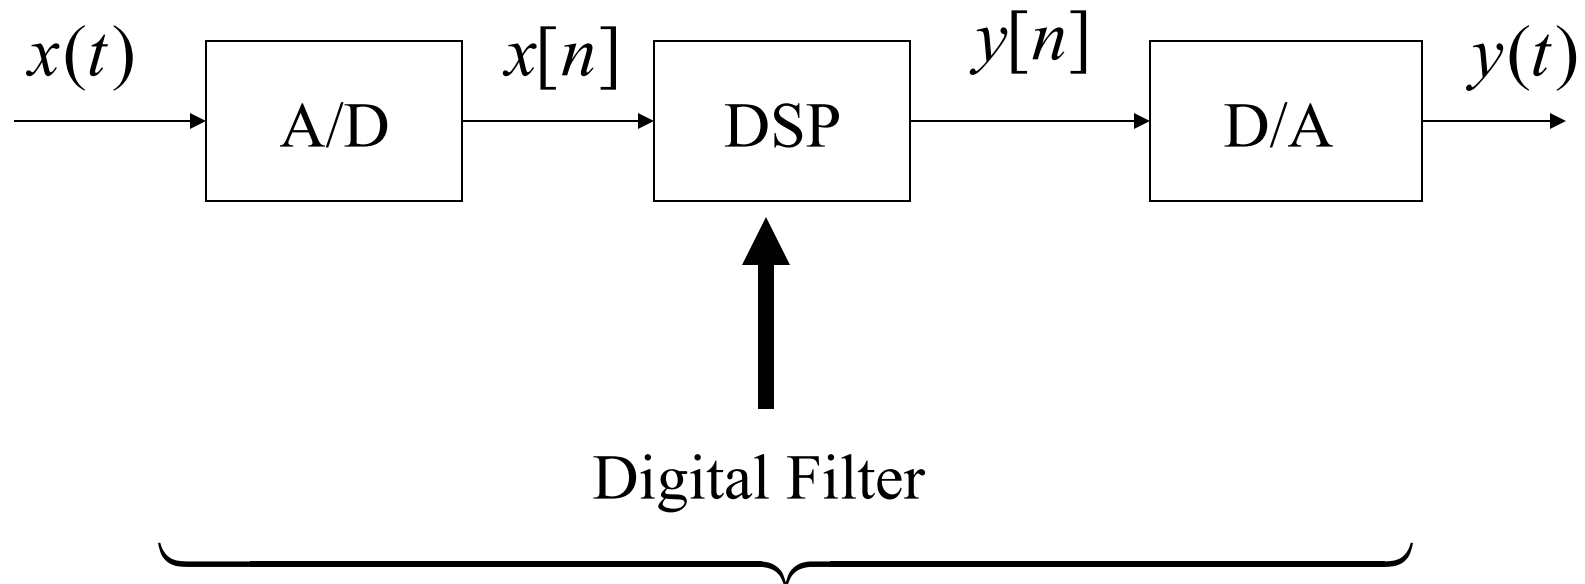 x(t)
x[n]
y[n]
y(t)
A/D
DSP
D/A
Digital Filter